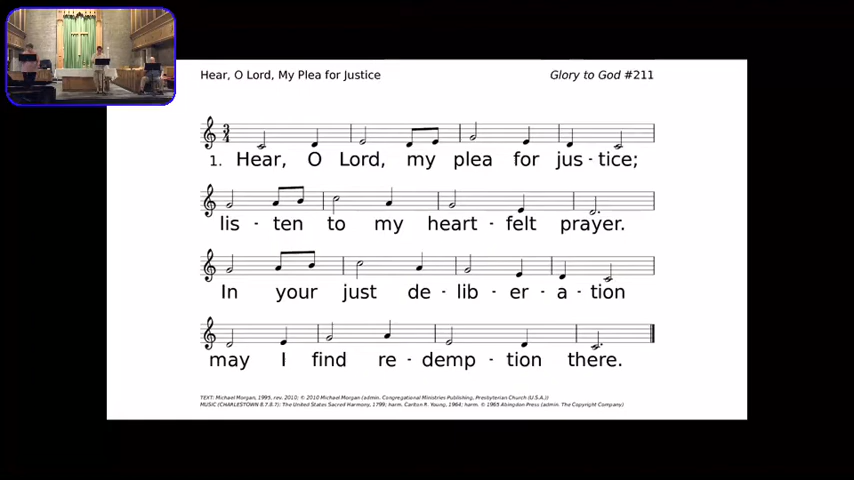 Hear, O Lord, My Plea for Justice
Glory to God #211
3
4
1. Hear, O Lord, my plea for jus - tice;
lis - ten to my heart - felt prayer.
In your just de - lib - er - a - tion
may I find re - demp - tion there.
TEXT: Michael Morgan, 1995, rev. 2010; © 2010 Michael Morgan (admin. Congregational Ministries Publishing, Presbyterian Church (U.S.A.))
MUSIC (CHARLESTOWN 8.7.8.7): The United States Sacred Harmony, 1799; harm. Carlton R. Young, 1964; harm. © 1965 Abingdon Press (admin. The Copyright Company)